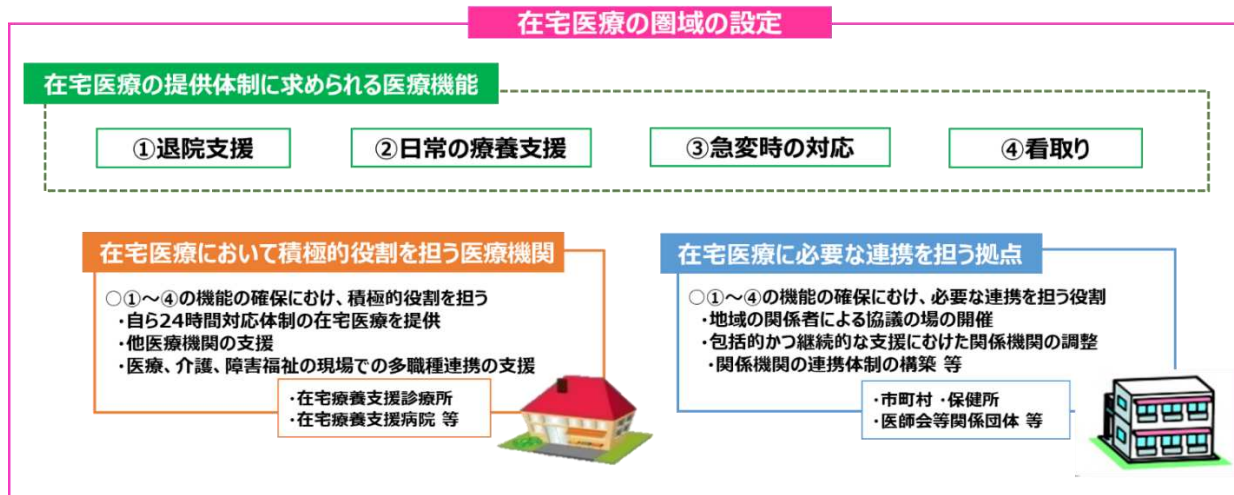 在宅医療の圏域の設定
在宅医療の提供体制に求められる医療機能
①退院支援
②日常の療養支援
③急変時の対応
④看取り
在宅医療において積極的役割を担う医療機関
○①～④の機能の確保にむけ、積極的役割を担う
・自ら24時間対応体制の在宅医療を提供
・他医療機関の支援
・医療、介護、障害福祉の現場での多職種連携の支援
・在宅療養支援診療所
・在宅療養支援病院 等
在宅医療に必要な連携を担う拠点
○①～④の機能の確保にむけ、必要な連携を担う役割
・地域の関係者による協議の場の開催
・包括的かつ継続的な支援にむけた関係機関の調整
・関係機関の連携体制の構築 等
・市町村 ・保健所
・医師会等関係団体 等